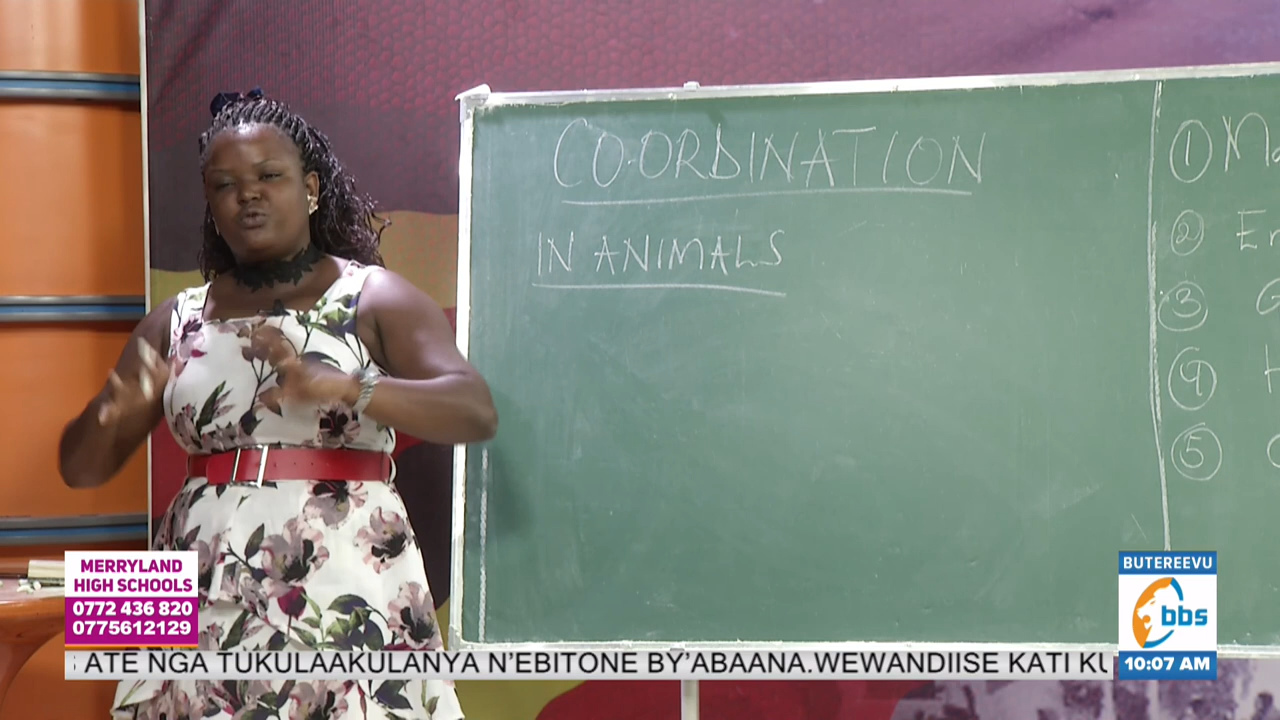 CO-ORDINATION
IN ANIMALS
①
②
③
④
⑤
MERRYLAND
HIGH SCHOOLS
0772 436 820
0775612129
BUTEREEVU
bbs
10:07 AM
ATE NGA TUKULAAKULANYA N'EBITONE BY'ABAANA.WEWANDIISE KATI